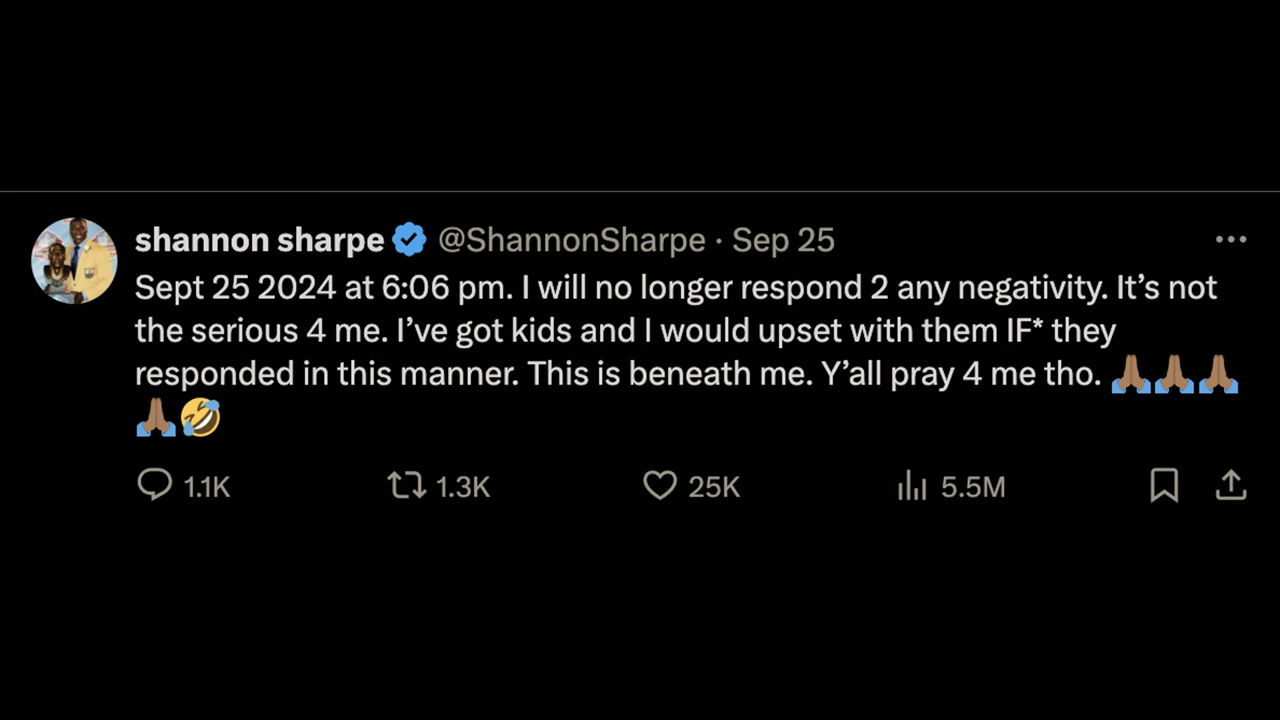 shannon sharpe @ShannonSharpe · Sep 25
Sept 25 2024 at 6:06 pm. I will no longer respond 2 any negativity. It’s not
the serious 4 me. I’ve got kids and I would upset with them IF* they
responded in this manner. This is beneath me. Y’all pray 4 me tho. 🙏🏽🙏🏽🙏🏽
🙏🏽🤣
1.1K 1.3K 25K 5.5M